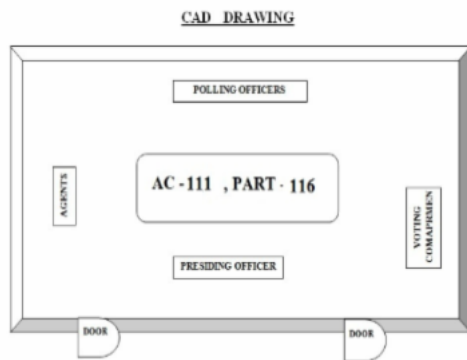 CAD DRAWING
POLLING OFFICERS
AGENTS
AC -111 , PART - 116
VOTING
COMAPRMEN
PRESIDING OFFICER
DOOR
DOOR